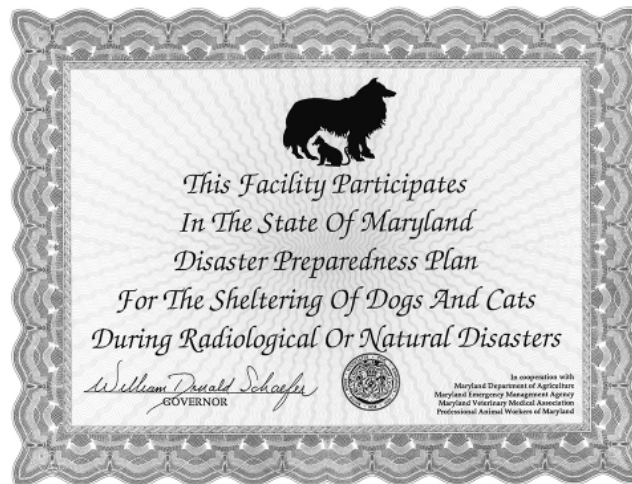 This Facility Participates
In The State Of Maryland
Disaster Preparedness Plan
For The Sheltering Of Dogs And Cats
During Radiological Or Natural Disasters
William Donald Schaefer
GOVERNOR
In cooperation with
Maryland Department of Agriculture
Maryland Emergency Management Agency
Maryland Veterinary Medical Association
Professional Animal Workers of Maryland